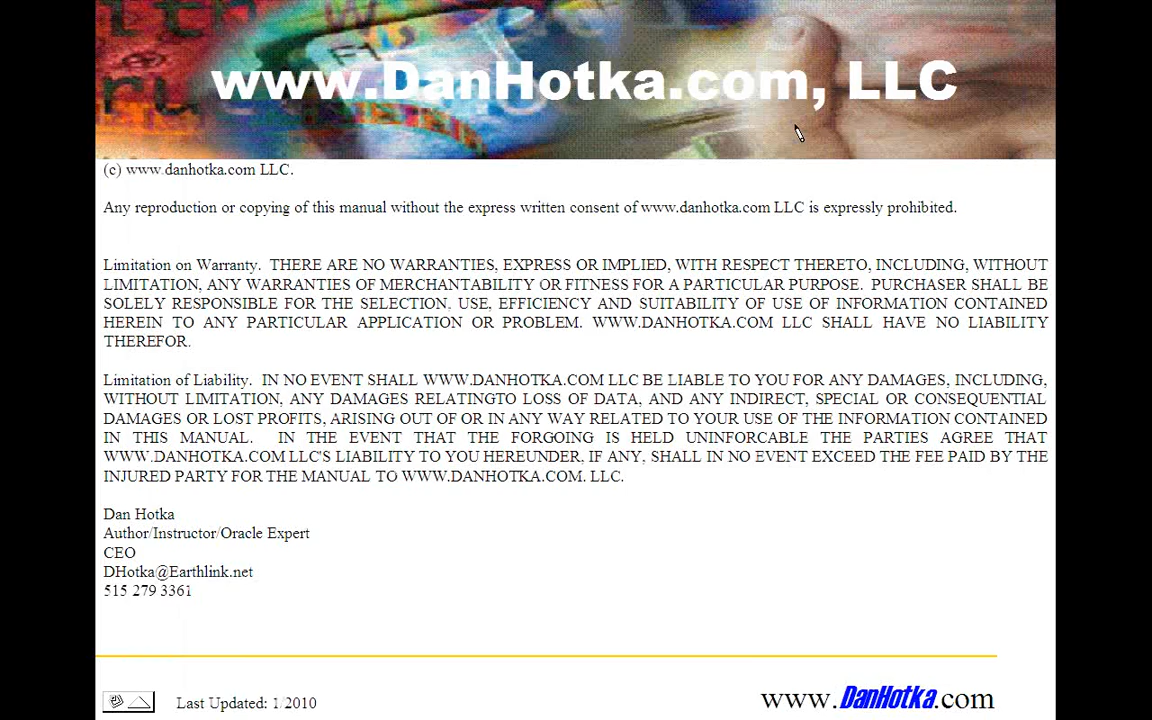 www.DanHotka.com, LLC
(c) www.danhotka.com LLC.
Any reproduction or copying of this manual without the express written consent of www.danhotka.com LLC is expressly prohibited.
Limitation on Warranty. THERE ARE NO WARRANTIES, EXPRESS OR IMPLIED, WITH RESPECT THERETO, INCLUDING, WITHOUT
LIMITATION, ANY WARRANTIES OF MERCHANTABILITY OR FITNESS FOR A PARTICULAR PURPOSE. PURCHASER SHALL BE
SOLELY RESPONSIBLE FOR THE SELECTION, USE, EFFICIENCY AND SUITABILITY OF USE OF INFORMATION CONTAINED
HEREIN TO ANY PARTICULAR APPLICATION OR PROBLEM. WWW.DANHOTKA.COM LLC SHALL HAVE NO LIABILITY
THEREFOR.
Limitation of Liability. IN NO EVENT SHALL WWW.DANHOTKA.COM LLC BE LIABLE TO YOU FOR ANY DAMAGES, INCLUDING,
WITHOUT LIMITATION, ANY DAMAGES RELATINGTO LOSS OF DATA, AND ANY INDIRECT, SPECIAL OR CONSEQUENTIAL
DAMAGES OR LOST PROFITS, ARISING OUT OF OR IN ANY WAY RELATED TO YOUR USE OF THE INFORMATION CONTAINED
IN THIS MANUAL. IN THE EVENT THAT THE FORGOING IS HELD UNINFORCABLE THE PARTIES AGREE THAT
WWW.DANHOTKA.COM LLC'S LIABILITY TO YOU HEREUNDER, IF ANY, SHALL IN NO EVENT EXCEED THE FEE PAID BY THE
INJURED PARTY FOR THE MANUAL TO WWW.DANHOTKA.COM. LLC.
Dan Hotka
Author/Instructor/Oracle Expert
CEO
DHotka@Earthlink.net
515 279 3361
Last Updated: 1/2010
www.DanHotka.com